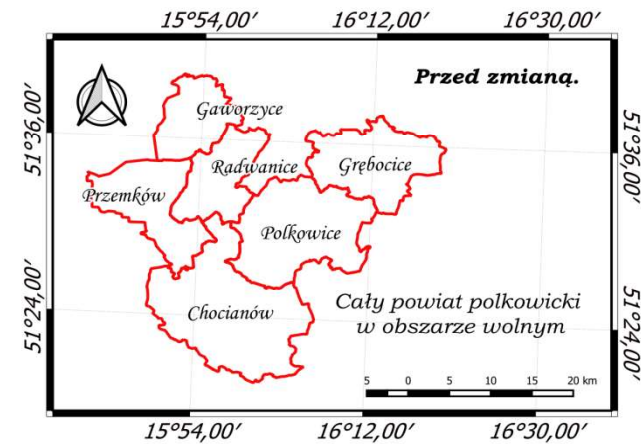 15°54,00′ 16°12,00′ 16°30,00′
Przed zmianą.
51°36,00′ 51°36,00′
Gaworzyce
Radwanice
Grębocice
Przemków
Polkowice
51°24,00′ 51°24,00′
Chocianów
Cały powiat polkowicki
w obszarze wolnym
5 0 5 10 15 20 km
15°54,00′ 16°12,00′ 16°30,00′